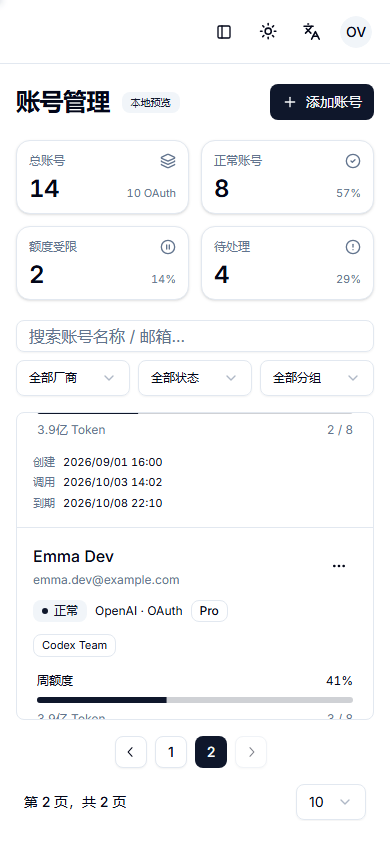 OV
账号管理
本地预览
添加账号
总账号
14
10 OAuth
正常账号
8
57%
额度受限
2
14%
待处理
4
29%
搜索账号名称 / 邮箱...
全部厂商
全部状态
全部分组
3.9亿 Token
2 / 8
创建 2026/09/01 16:00
调用 2026/10/03 14:02
到期 2026/10/08 22:10
Emma Dev
emma.dev@example.com
正常 OpenAI · OAuth Pro
Codex Team
周额度 41%
3.9亿 Token 3 / 8
1 2
第 2 页，共 2 页
10